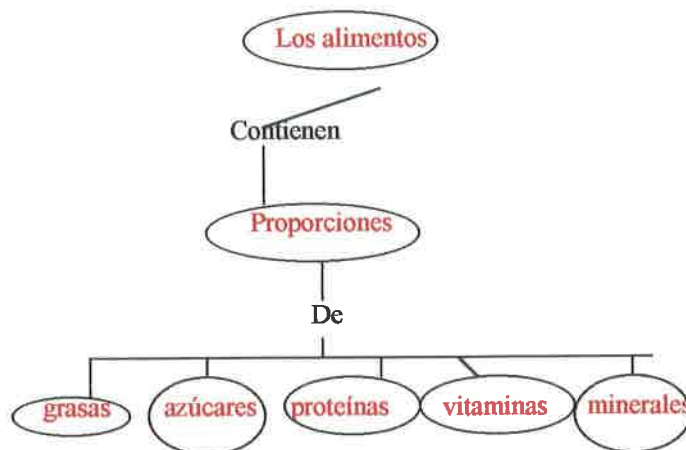 Los alimentos
Contienen
Proporciones
De
grasas azúcares proteínas vitaminas minerales